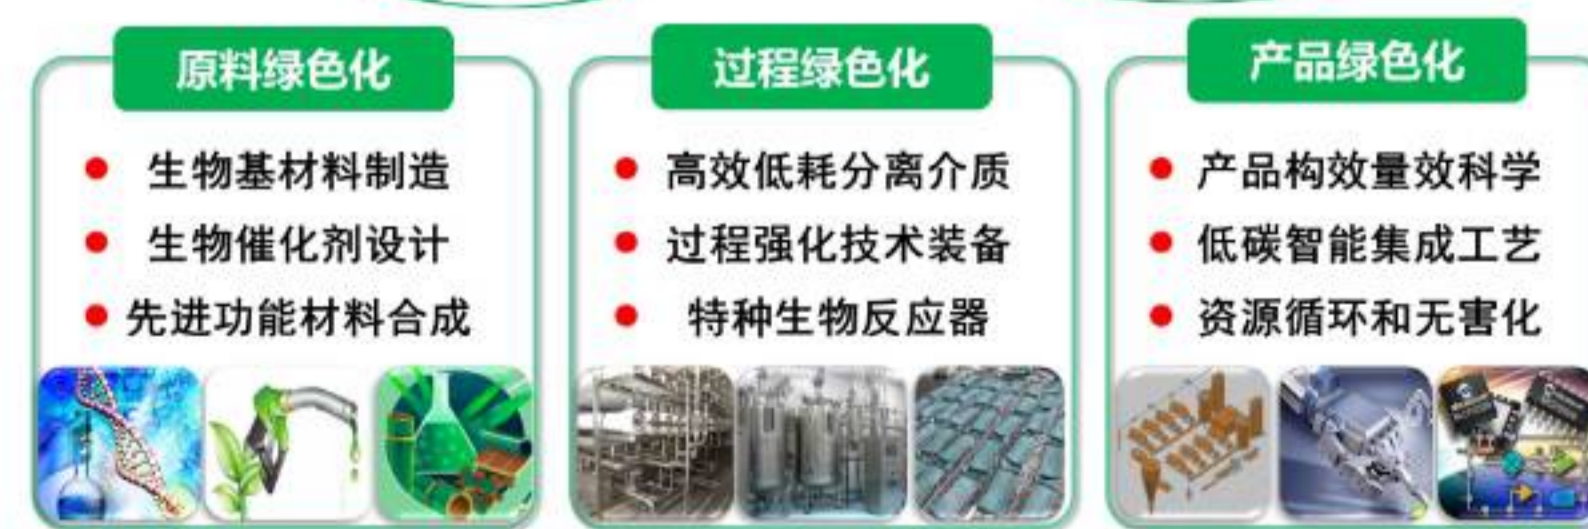 原料绿色化
生物基材料制造
生物催化剂设计
先进功能材料合成
过程绿色化
高效低耗分离介质
过程强化技术装备
特种生物反应器
产品绿色化
产品构效量效科学
低碳智能集成工艺
资源循环和无害化